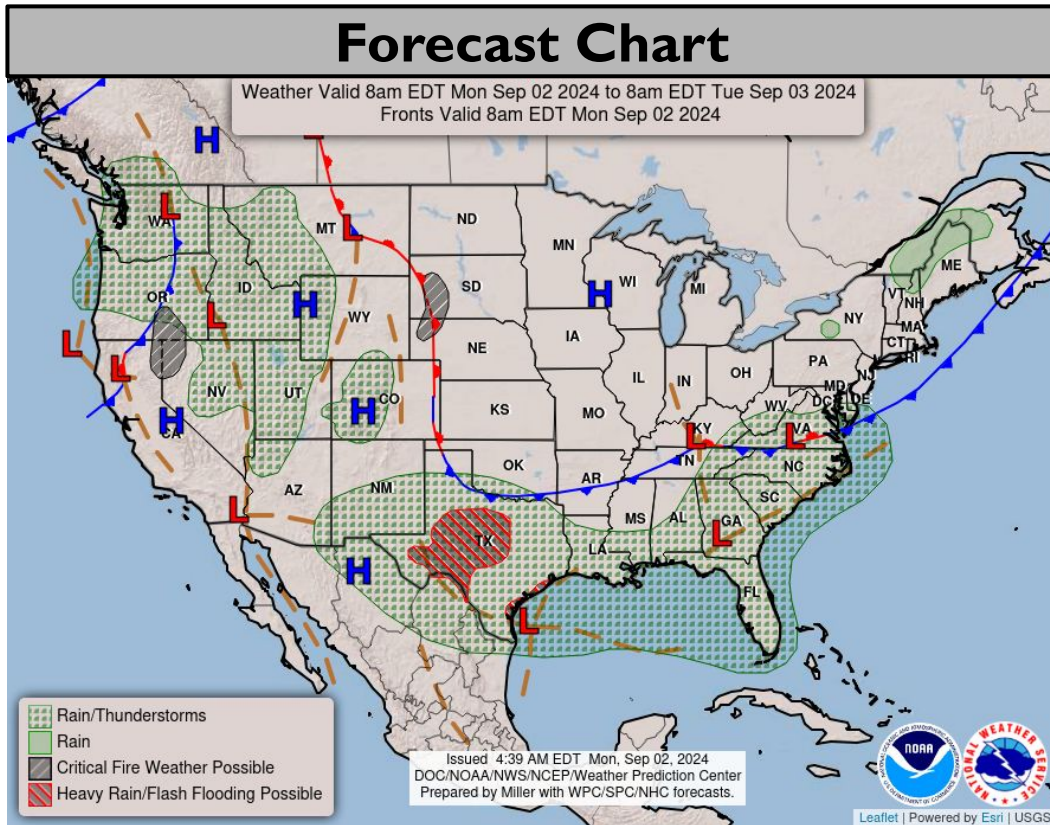 Forecast Chart
Weather Valid 8am EDT Mon Sep 02 2024 to 8am EDT Tue Sep 03 2024
Fronts Valid 8am EDT Mon Sep 02 2024
H
L
WA
MT
L
ND
MN
OR
ID
H
SD
H
WI
MI
ME
VT
NH
NY
MA
CT
RI
L
L
WY
IA
NE
PA
NJ
L
NV
UT
H
CO
IL
IN
OH
MD
DE
DC
WV
H
CA
KS
MO
L
KY
L
VA
OK
TN
NC
AZ
NM
AR
L
SC
MS
AL
GA
L
TX
LA
H
FL
L
Rain/Thunderstorms
Rain
Critical Fire Weather Possible
Heavy Rain/Flash Flooding Possible
Issued 4:39 AM EDT Mon, Sep 02, 2024
DOC/NOAA/NWS/NCEP/Weather Prediction Center
Prepared by Miller with WPC/SPC/NHC forecasts.
NOAA
NATIONAL WEATHER SERVICE
Leaflet | Powered by Esri | USGS